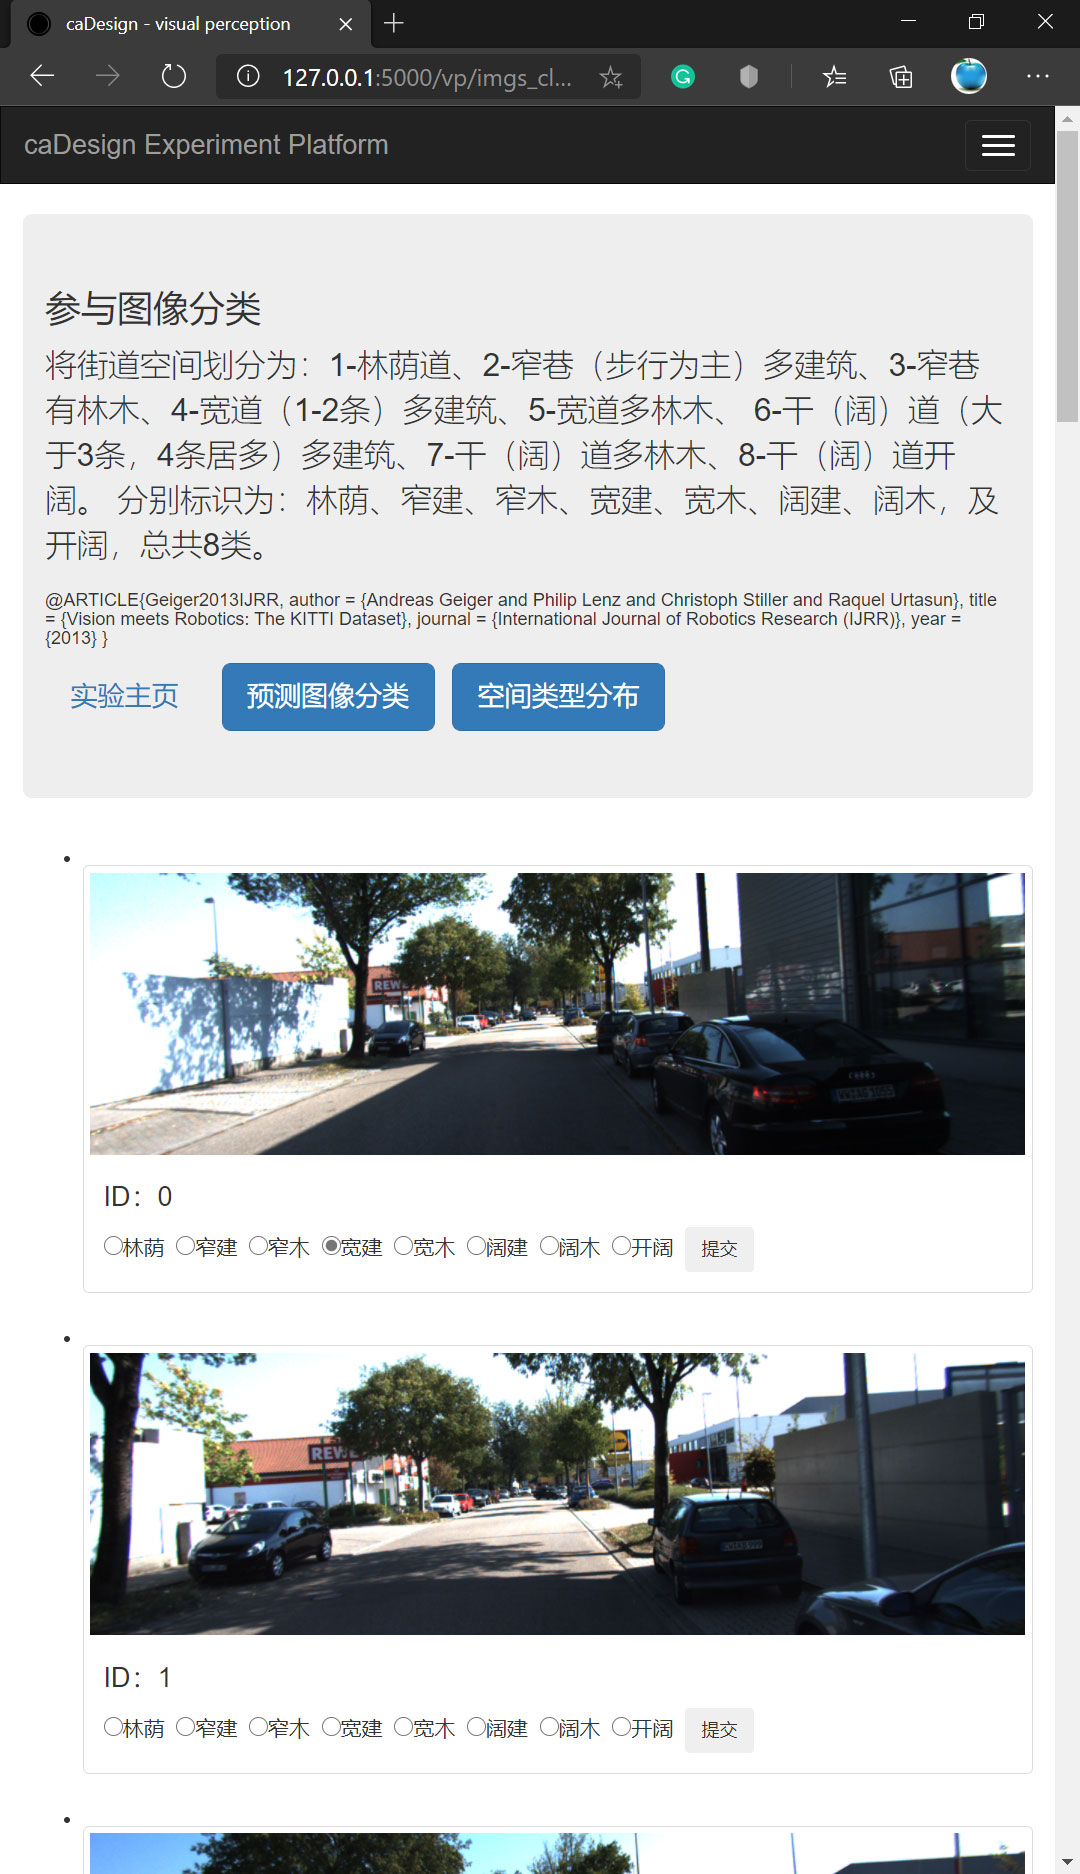 caDesign - visual perception
127.0.0.1:5000/vp/imgs_cl...
caDesign Experiment Platform
参与图像分类
将街道空间划分为：1-林荫道、2-窄巷（步行为主）多建筑、3-窄巷
有林木、4-宽道（1-2条）多建筑、5-宽道多林木、 6-干（阔）道（大
于3条，4条居多）多建筑、7-干（阔）道多林木、8-干（阔）道开
阔。 分别标识为：林荫、窄建、窄木、宽建、宽木、阔建、阔木，及
开阔，总共8类。
@ARTICLE{Geiger2013IJRR, author = {Andreas Geiger and Philip Lenz and Christoph Stiller and Raquel Urtasun}, title
= {Vision meets Robotics: The KITTI Dataset}, journal = {International Journal of Robotics Research (IJRR)}, year =
{2013} }
实验主页 预测图像分类 空间类型分布
REWE
ID：0
林荫 窄建 窄木 宽建 宽木 阔建 阔木 开阔 提交
REWE
ID：1
林荫 窄建 窄木 宽建 宽木 阔建 阔木 开阔 提交